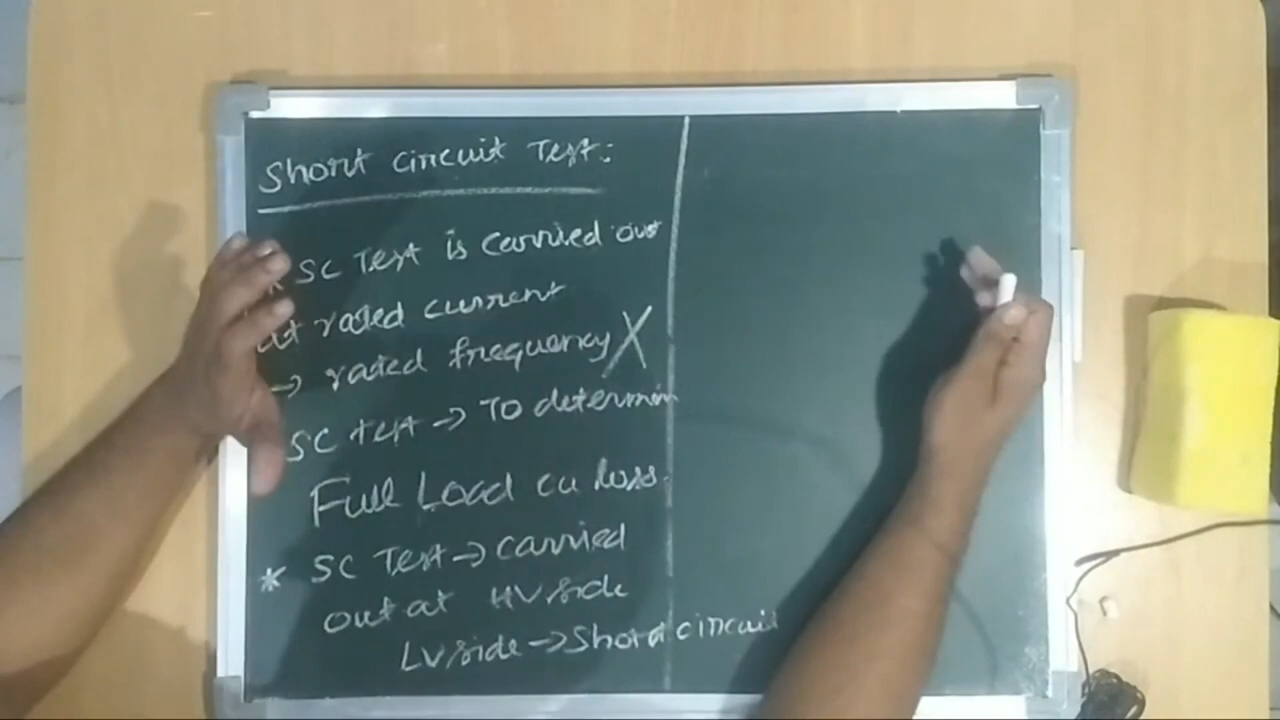 Short Circuit Test:
* SC Test is Carried out
at rated current
→ rated frequency X
SC test → To determin
Full Load cu loss.
* SC Test → carried
out at HV side
LV side → Short circuit